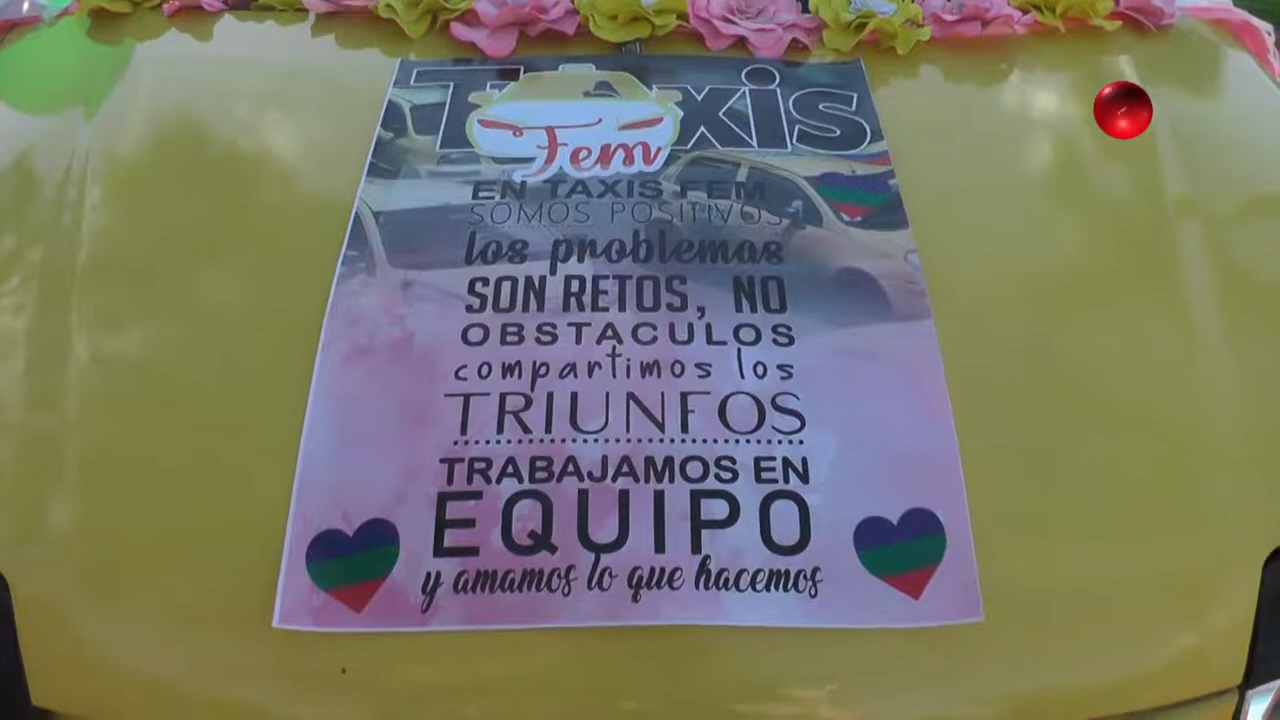 Taxis
Fem
EN TAXIS FEM
SOMOS POSITIVOS
los problemas
SON RETOS, NO
OBSTACULOS
compartimos los
TRIUNFOS
TRABAJAMOS EN
EQUIPO
y amamos lo que hacemos